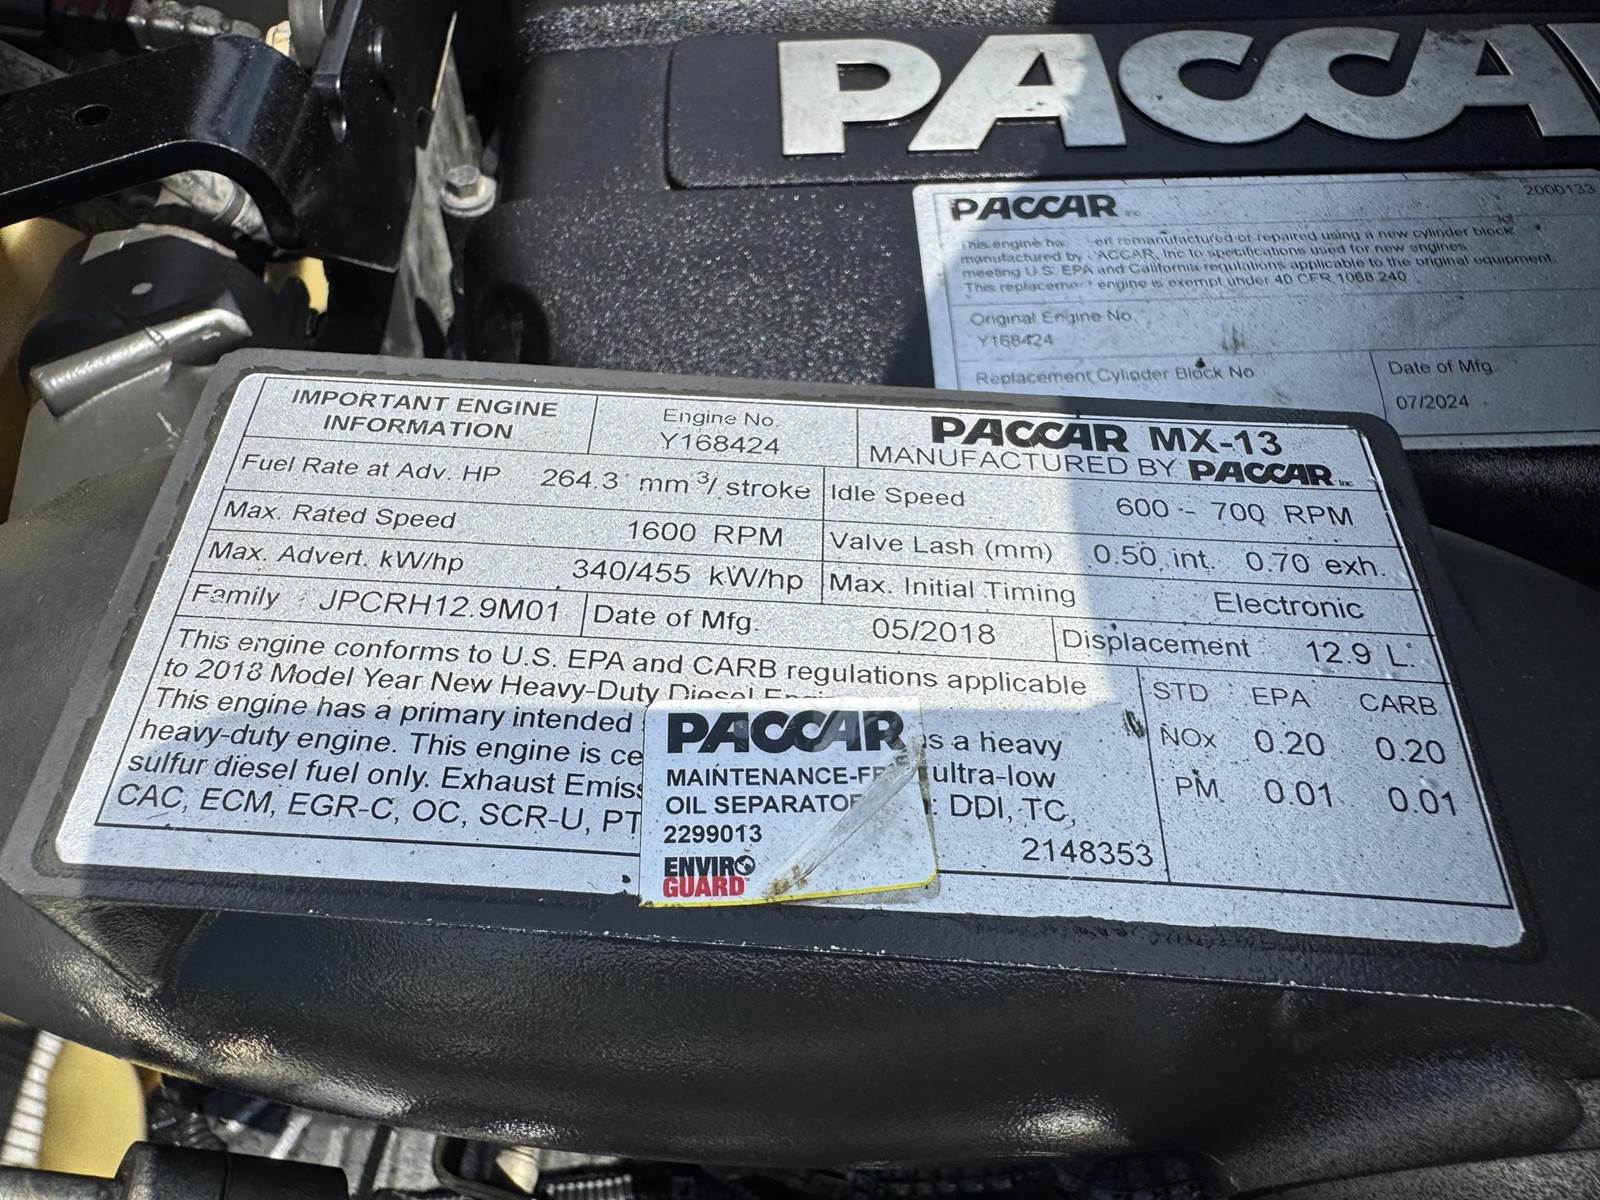 PACCA
PACCAR
2000133
This engine en remanufactured or repaired using a new cylinder block
manufactured by PACCAR, Inc to specifications used for new engines
meeting U.S. EPA and California regulations applicable to the original equipment.
This replacement engine is exempt under 40 CFR 1068.240
Original Engine No.
Y168424
Replacement Cylinder Block No
Date of Mfg.
07/2024
IMPORTANT ENGINE
INFORMATION
Engine No.
Y168424
PACCAR MX-13
MANUFACTURED BY PACCAR Inc
Fuel Rate at Adv. HP 264.3 mm³/ stroke
Idle Speed 600 - 700 RPM
Max. Rated Speed 1600 RPM
Valve Lash (mm) 0.50 int. 0.70 exh.
Max. Advert. kW/hp 340/455 kW/hp
Max. Initial Timing Electronic
Family JPCRH12.9M01
Date of Mfg. 05/2018
Displacement 12.9 L.
This engine conforms to U.S. EPA and CARB regulations applicable
to 2018 Model Year New Heavy-Duty Diesel
This engine has a primary intended s a heavy
heavy-duty engine. This engine is ce ultra-low
sulfur diesel fuel only. Exhaust Emis : DDI, TC,
CAC, ECM, EGR-C, OC, SCR-U, PT
2148353
STD EPA CARB
NOx 0.20 0.20
PM 0.01 0.01
PACCAR
MAINTENANCE-FREE
OIL SEPARATOR
2299013
ENVIRO
GUARD